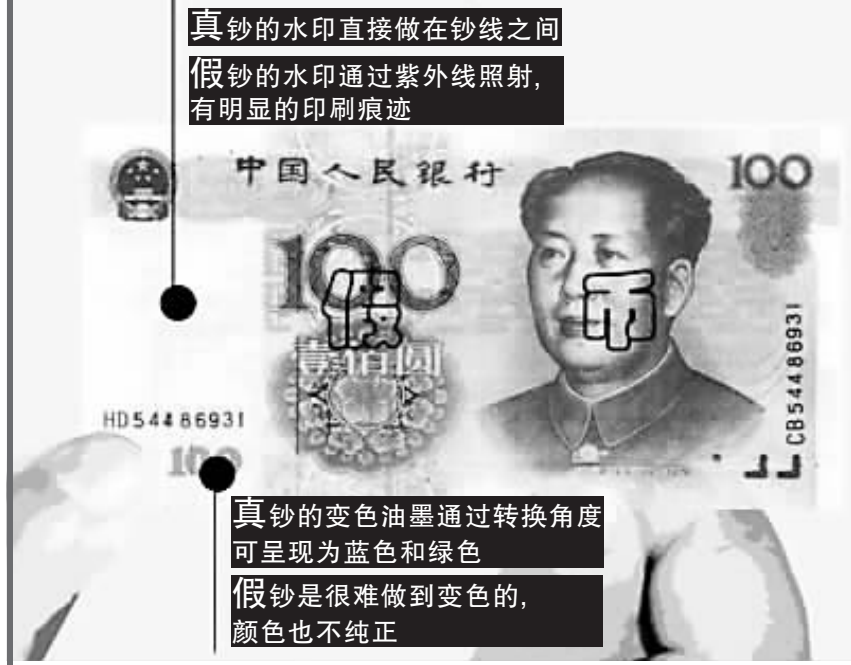 真钞的水印直接做在钞线之间
假钞的水印通过紫外线照射,
有明显的印刷痕迹
中国人民银行
100
100
假 币
壹佰圆
HD54486931
CB54486931
100
真钞的变色油墨通过转换角度
可呈现为蓝色和绿色
假钞是很难做到变色的,
颜色也不纯正